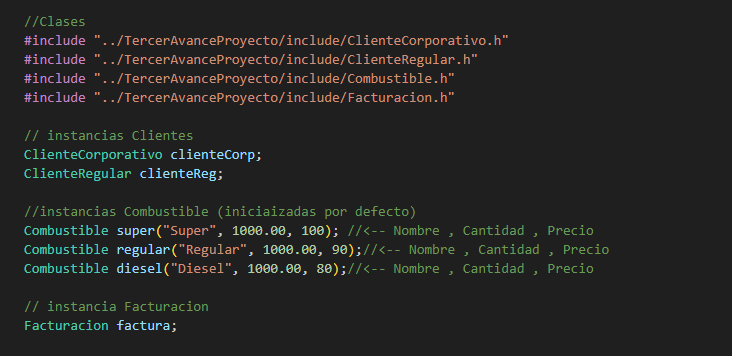 //Clases
#include "../TercerAvanceProyecto/include/ClienteCorporativo.h"
#include "../TercerAvanceProyecto/include/ClienteRegular.h"
#include "../TercerAvanceProyecto/include/Combustible.h"
#include "../TercerAvanceProyecto/include/Facturacion.h"
// instancias Clientes
ClienteCorporativo clienteCorp;
ClienteRegular clienteReg;
//instancias Combustible (iniciaizadas por defecto)
Combustible super("Super", 1000.00, 100); //<-- Nombre , Cantidad , Precio
Combustible regular("Regular", 1000.00, 90);//<-- Nombre , Cantidad , Precio
Combustible diesel("Diesel", 1000.00, 80);//<-- Nombre , Cantidad , Precio
// instancia Facturacion
Facturacion factura;